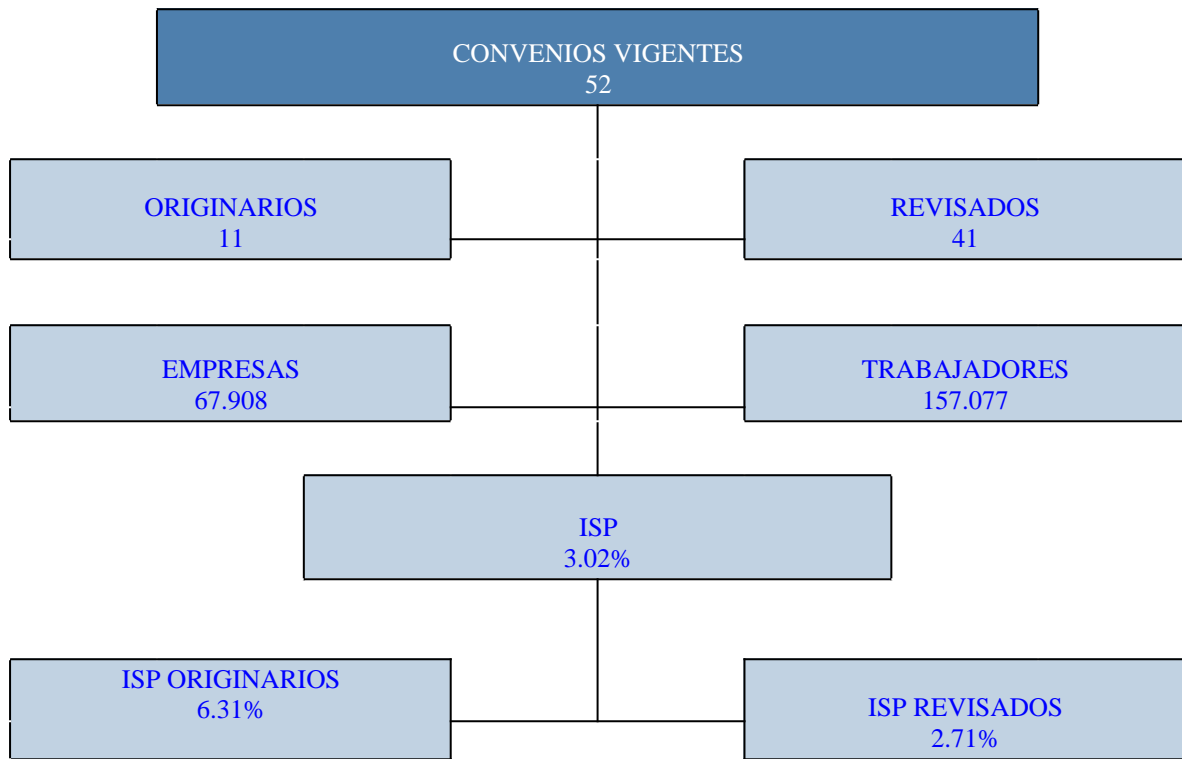 CONVENIOS VIGENTES
52
ORIGINARIOS
11
REVISADOS
41
EMPRESAS
67.908
TRABAJADORES
157.077
ISP
3.02%
ISP ORIGINARIOS
6.31%
ISP REVISADOS
2.71%